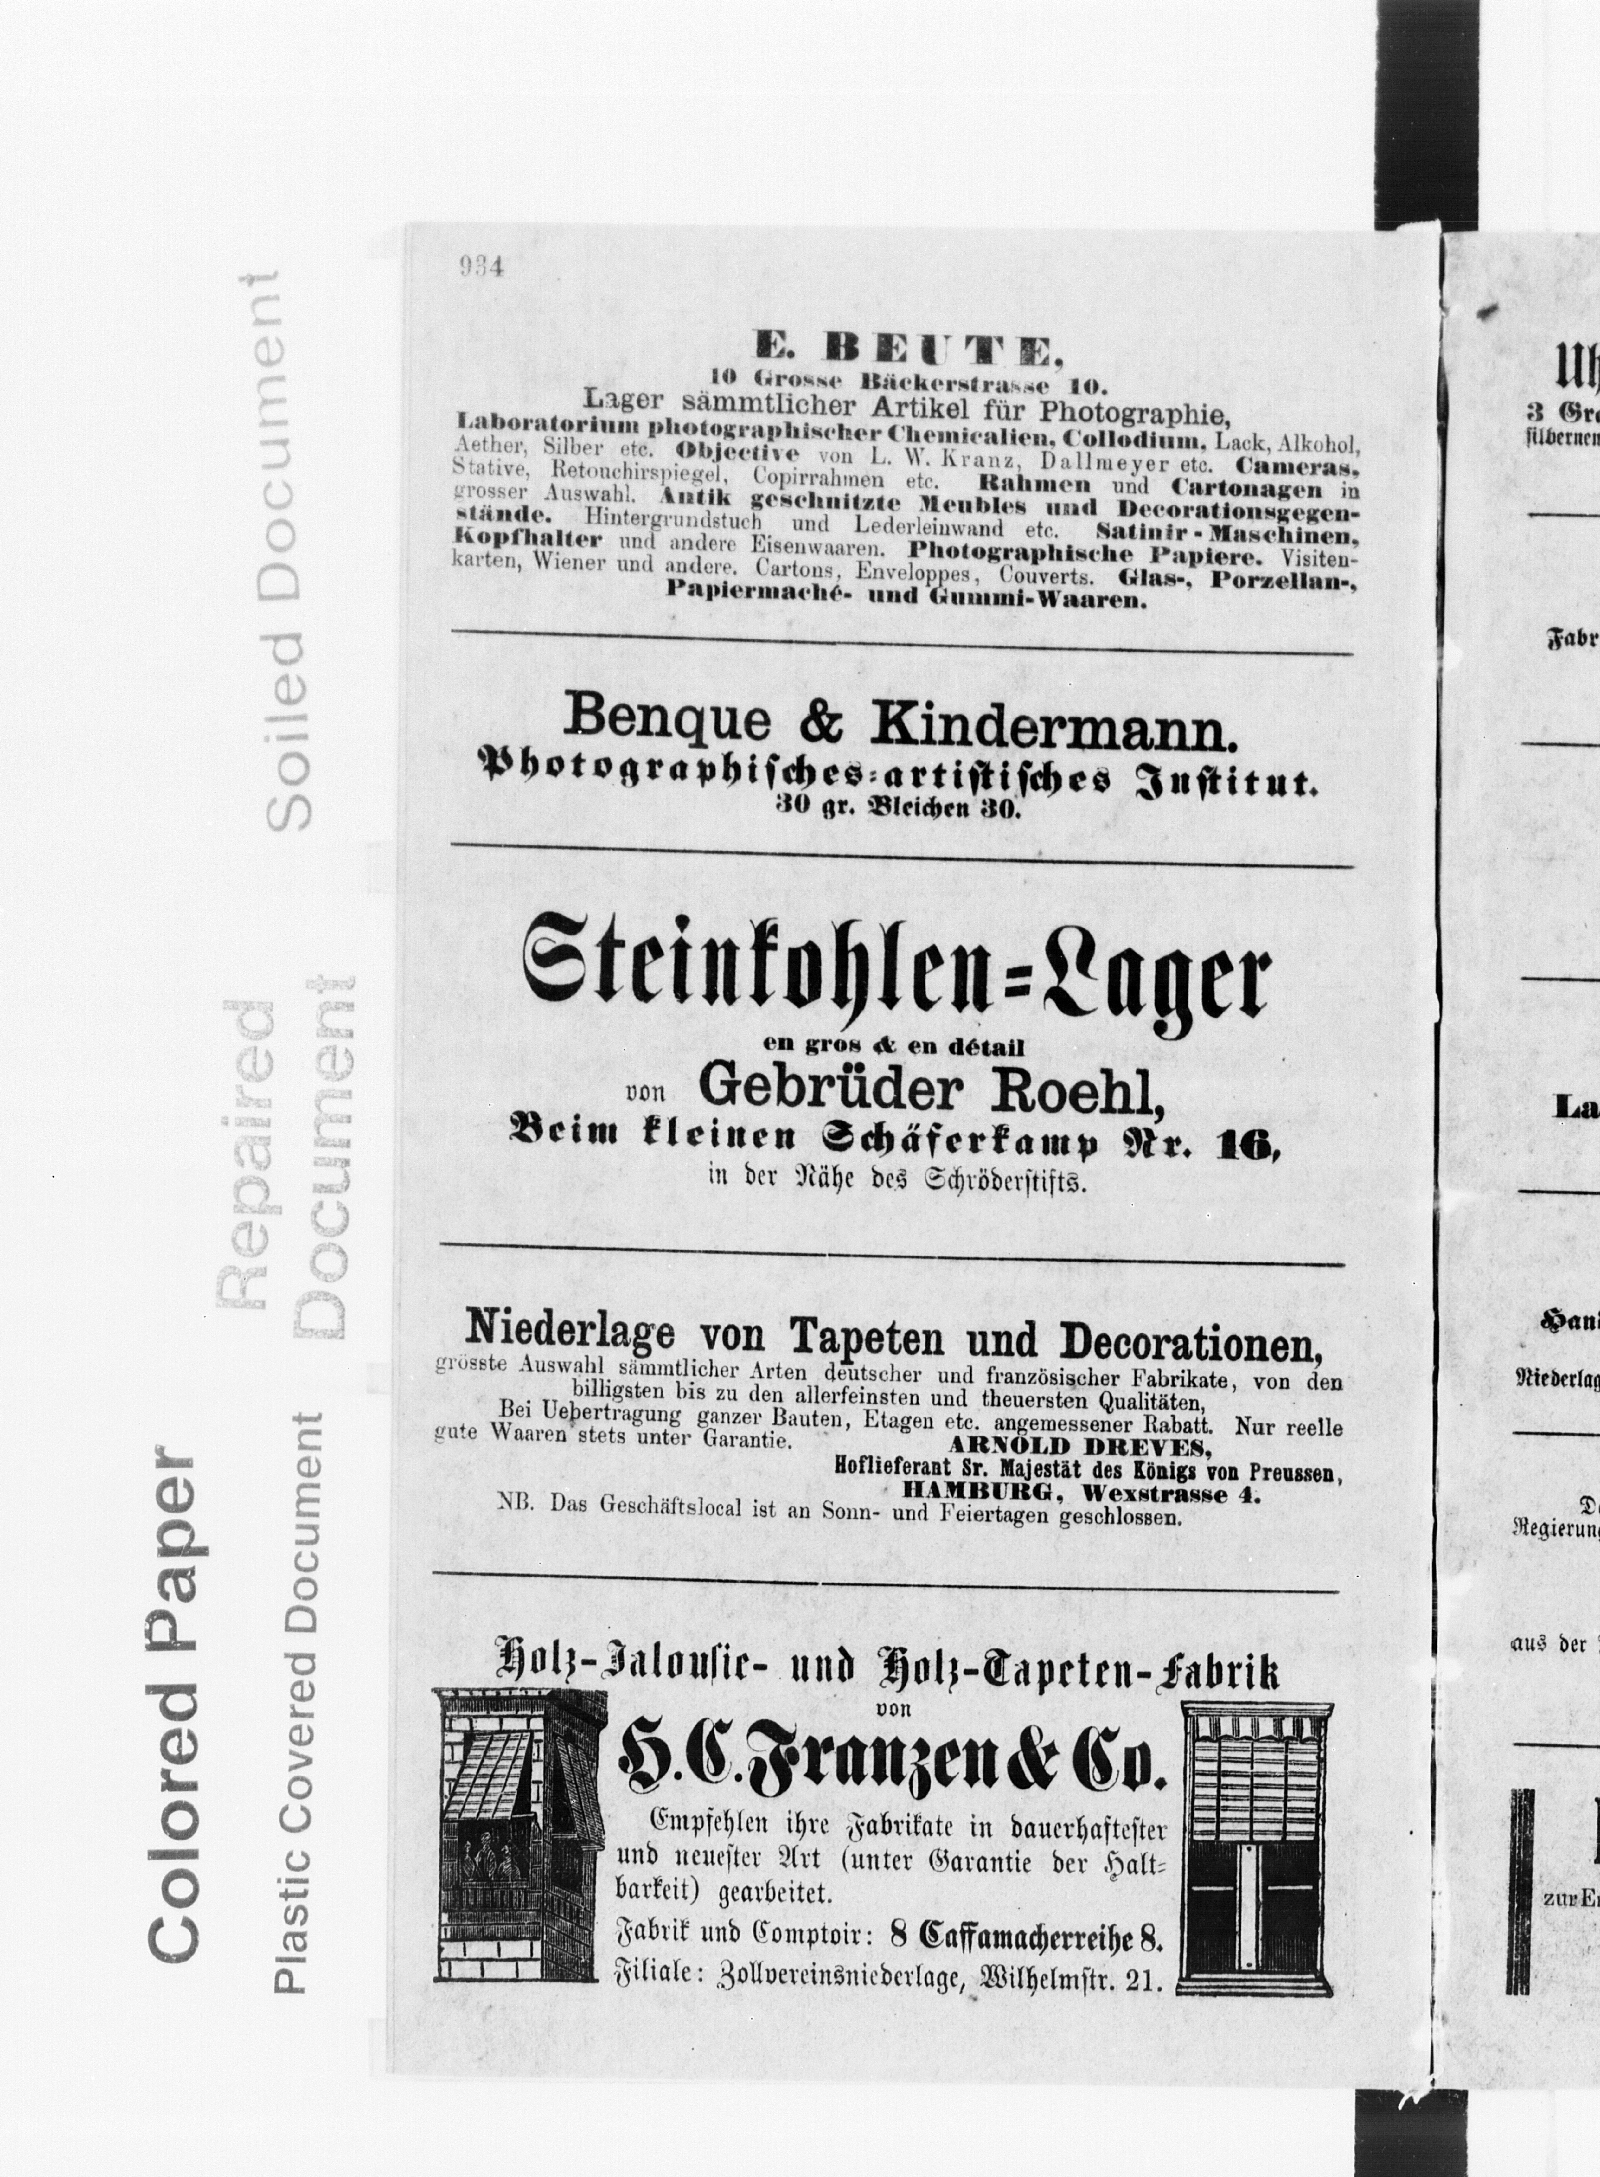 934
E. BEUTE,
10 Grosse Bäckerstrasse 10.
Lager sämmtlicher Artikel für Photographie,
Laboratorium photographischer Chemicalien, Collodium, Lack, Alkohol,
Aether, Silber etc. Objective von L. W. Kranz, Dallmeyer etc. Cameras,
Stative, Retouchirspiegel, Copirrahmen etc. Rahmen und Cartonagen in
grosser Auswahl. Antik geschnitzte Meubles und Decorationsgegen-
stände. Hintergrundstuch und Lederleinwand etc. Satinir-Maschinen,
Kopfhalter und andere Eisenwaaren. Photographische Papiere. Visiten-
karten, Wiener und andere. Cartons, Enveloppes, Couverts. Glas-, Porzellan-,
Papiermaché- und Gummi-Waaren.
Benque & Kindermann.
Photographisches-artistisches Institut.
30 gr. Bleichen 30.
Steinkohlen-Lager
en gros & en détail
von Gebrüder Roehl,
Beim kleinen Schäferkamp Nr. 16,
in der Nähe des Schröderstifts.
Niederlage von Tapeten und Decorationen,
grösste Auswahl sämmtlicher Arten deutscher und französischer Fabrikate, von den
billigsten bis zu den allerfeinsten und theuersten Qualitäten,
Bei Uebertragung ganzer Bauten, Etagen etc. angemessener Rabatt. Nur reelle
gute Waaren stets unter Garantie.
ARNOLD DREVES,
Hoflieferant Sr. Majestät des Königs von Preussen,
HAMBURG, Wexstrasse 4.
NB. Das Geschäftslocal ist an Sonn- und Feiertagen geschlossen.
Holz-Jalousie- und Holz-Tapeten-Fabrik
von
H. C. Franzen & Co.
Empfehlen ihre Fabrikate in dauerhaftester
und neuester Art (unter Garantie der Halt-
barkeit) gearbeitet.
Fabrik und Comptoir: 8 Caffamacherreihe 8.
Filiale: Zollvereinsniederlage, Wilhelmstr. 21.
Soiled Document
Repaired
Document
Colored Paper
Plastic Covered Document
Uh
3 Gr
silbernen
Fabr
La
Hand
Niederlag
De
Regierung
aus der
zur Er